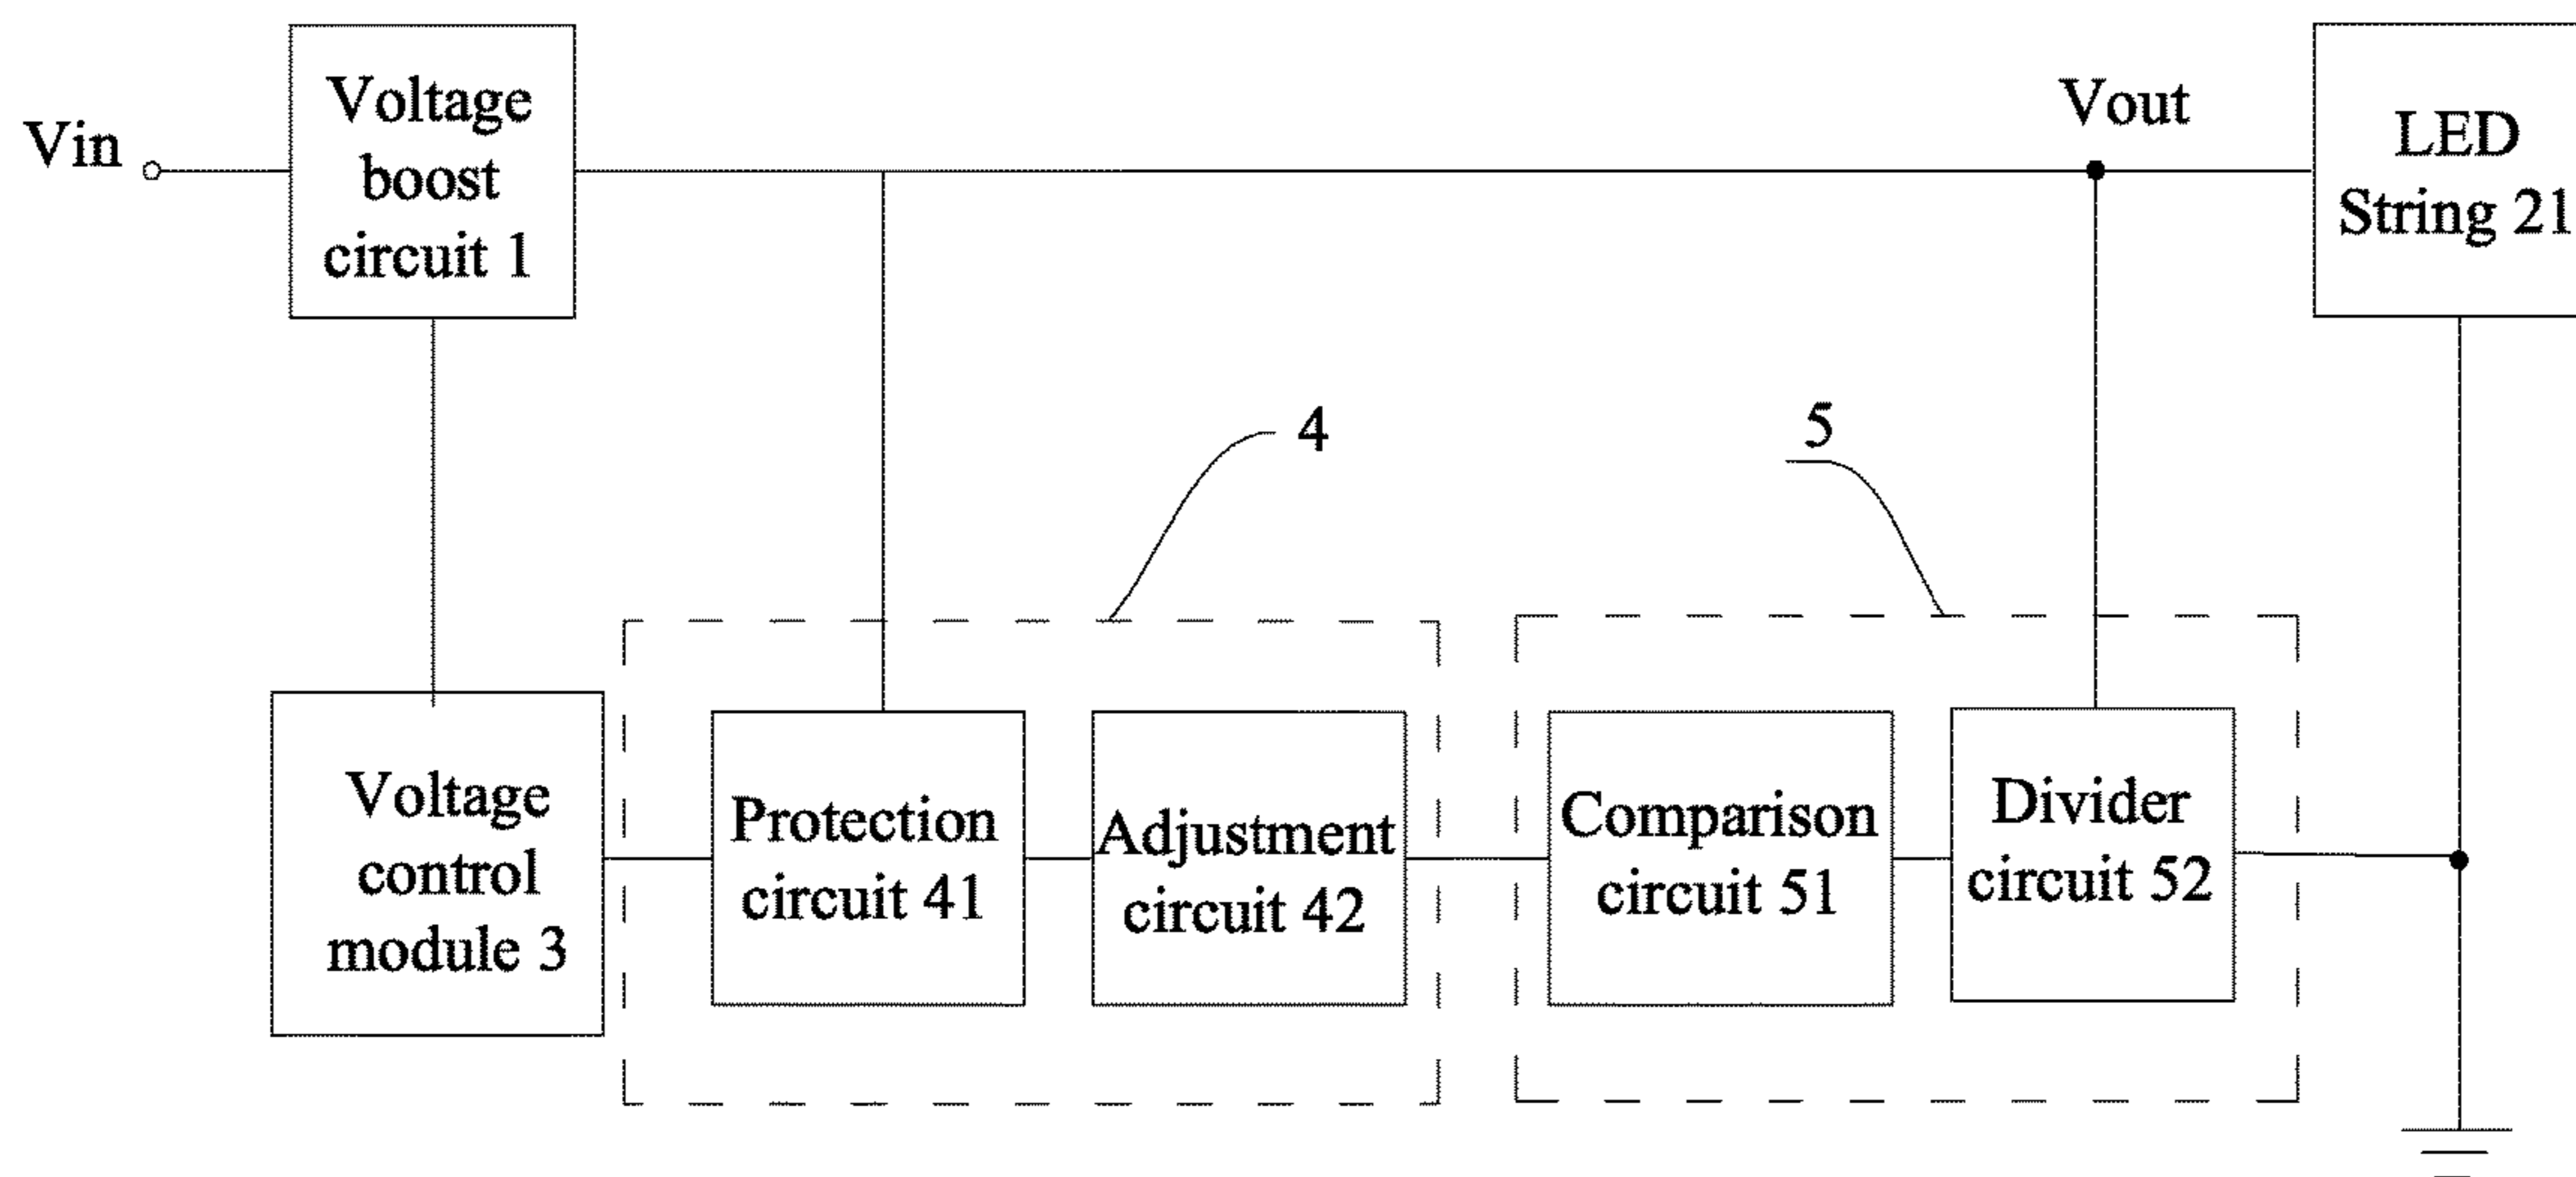 Vin
Voltage
boost
circuit 1
Vout
LED
String 21
4
5
Voltage
control
module 3
Protection
circuit 41
Adjustment
circuit 42
Comparison
circuit 51
Divider
circuit 52